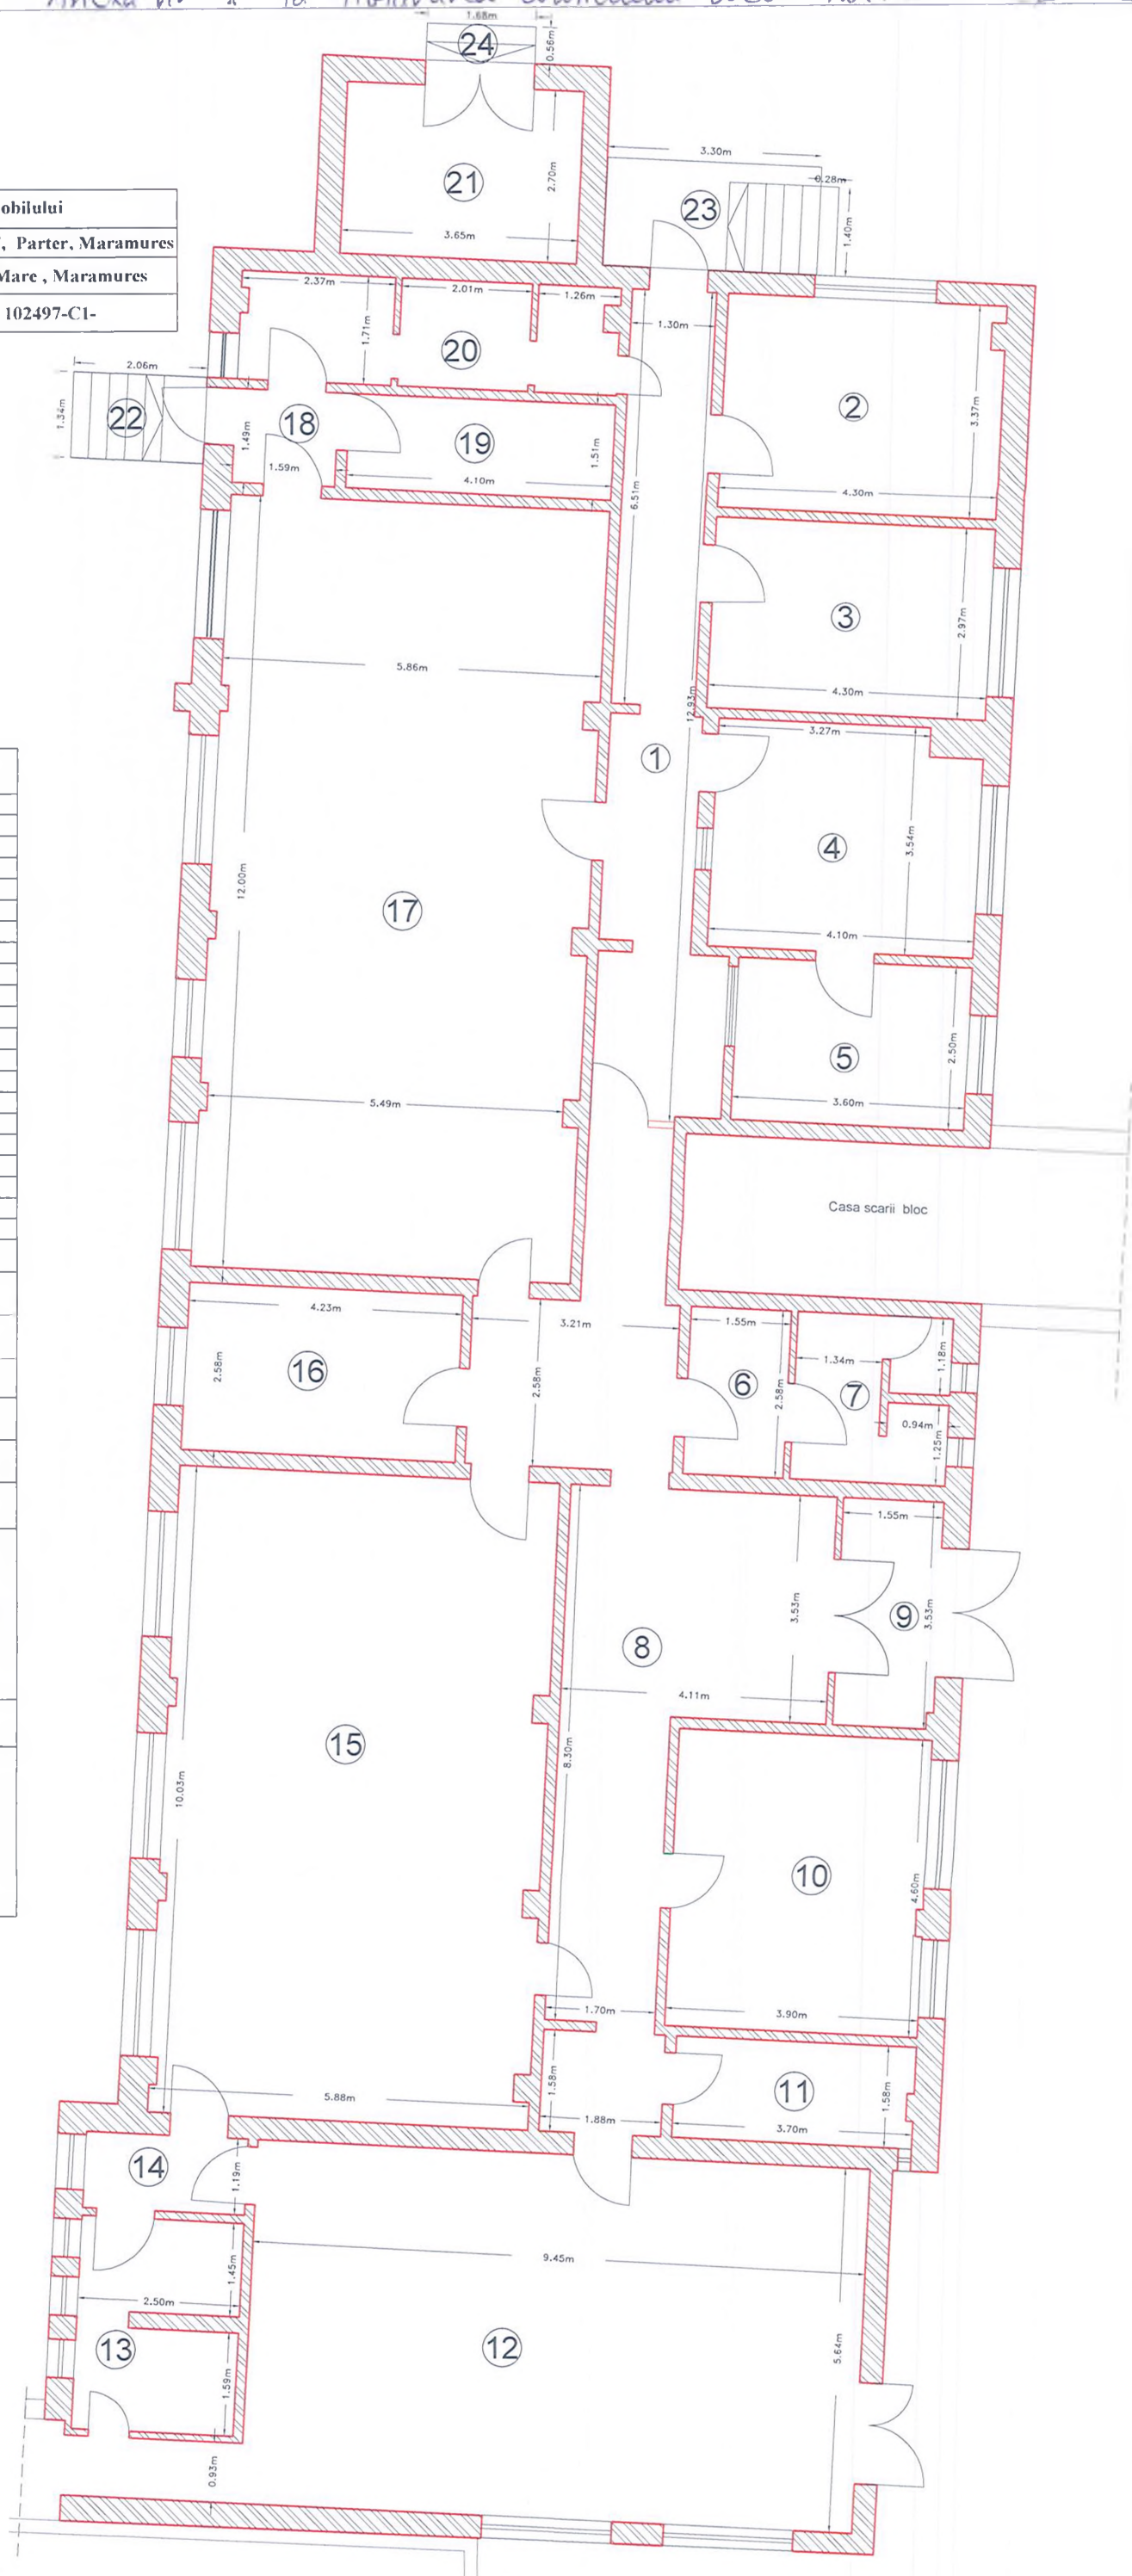 1.68m
24
0.56m
3.30m
0.28m
21
2.70m
23
1.40m
3.65m
obilului
, Parter, Maramures
Mare , Maramures
102497-C1-
2.37m
2.01m
1.26m
1.30m
1.71m
20
2.06m
2
3.37m
1.34m
22
18
1.49m
19
1.51m
1.59m
4.10m
6.51m
4.30m
3
2.97m
5.86m
4.30m
12.93m
3.27m
1
4
3.54m
12.00m
17
4.10m
5
2.50m
5.49m
3.60m
Casa scarii bloc
4.23m
3.21m
1.55m
1.34m
1.18m
16
2.58m
2.58m
6
2.58m
7
0.94m
1.25m
1.55m
3.53m
9
3.53m
8
4.11m
15
8.30m
10.03m
10
4.60m
1.70m
3.90m
1.58m
11
1.58m
5.88m
1.88m
3.70m
14
1.19m
9.45m
1.45m
2.50m
13
12
5.64m
1.59m
0.93m